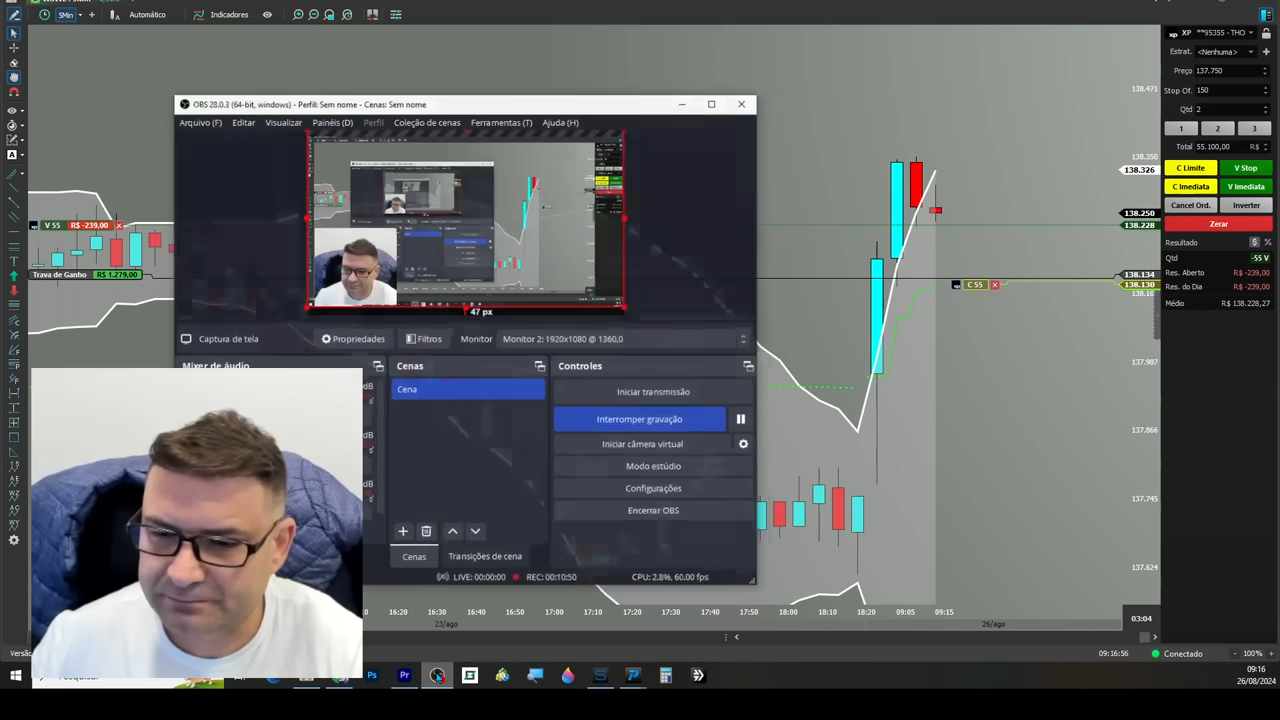 5Min
Automático
Indicadores
XP **95355 - THO
Estrat. <Nenhuma>
Preço 137.750
Stop Of. 150
Qtd 2
1 2 3
Total 55.100,00 R$
C Limite V Stop
C Imediata V Imediata
Cancel Ord. Inverter
Zerar
Resultado $ %
Qtd -55 V
Res. Aberto R$ -239,00
Res. do Dia R$ -239,00
Médio R$ 138.228,27
138.471
138.350
138.326
138.250
138.228
138.134
138.130
137.987
137.866
137.745
137.624
V 55 R$ -239,00
Trava de Ganho R$ 1.279,00
xp C 55
OBS 28.0.3 (64-bit, windows) - Perfil: Sem nome - Cenas: Sem nome
Arquivo (F) Editar Visualizar Painéis (D) Perfil Coleção de cenas Ferramentas (T) Ajuda (H)
47 px
Captura de tela Propriedades Filtros Monitor Monitor 2: 1920x1080 @ 1360,0
Mixer de áudio Cenas Controles
Cena
Iniciar transmissão
Interromper gravação
Iniciar câmera virtual
Modo estúdio
Configurações
Encerrar OBS
Cenas Transições de cena
LIVE: 00:00:00 REC: 00:10:50 CPU: 2.8%, 60.00 fps
16:20 16:30 16:40 16:50 17:00 17:10 17:20 17:30 17:40 17:50 18:00 18:10 18:20 09:05 09:15
23/ago 26/ago
03:04
Versão
09:16:56 Conectado - 100% +
09:16
26/08/2024